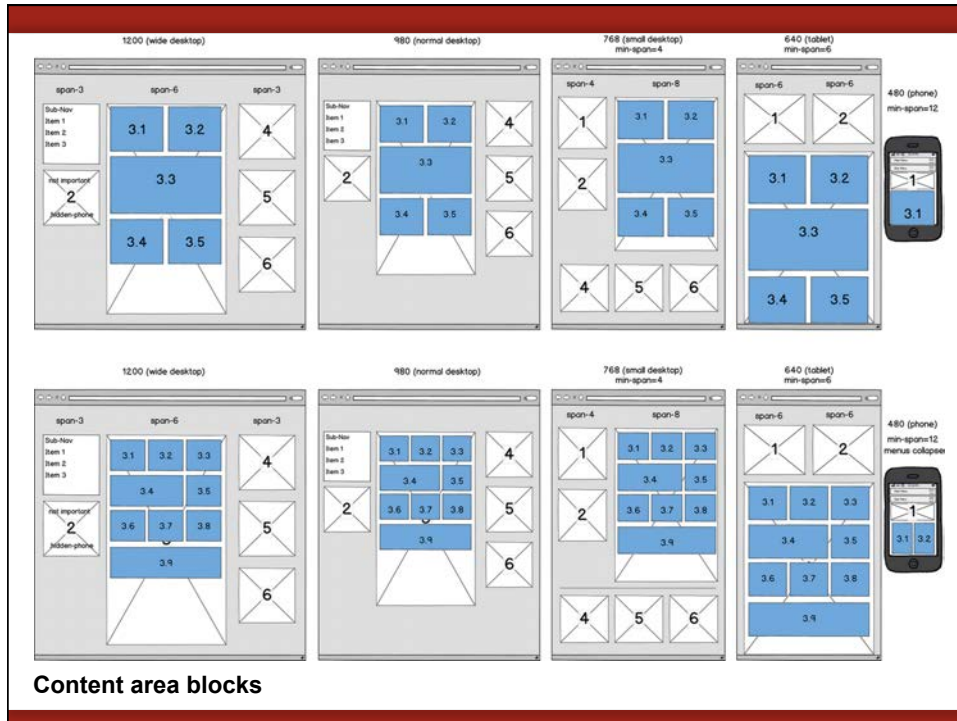 1200 (wide desktop)
980 (normal desktop)
768 (small desktop)
min-span=4
640 (tablet)
min-span=6
span-3
span-6
span-3
Sub-Nav
Item 1
Item 2
Item 3
not important
2
hidden-phone
3.1 3.2
3.3
3.4 3.5
4
5
6
Sub-Nav
Item 1
Item 2
Item 3
2
3.1 3.2
3.3
3.4 3.5
4
5
6
span-4
span-8
1
2
3.1 3.2
3.3
3.4 3.5
4 5 6
span-6
span-6
1 2
3.1 3.2
3.3
3.4 3.5
480 (phone)
min-span=12
1
3.1
1200 (wide desktop)
980 (normal desktop)
768 (small desktop)
min-span=4
640 (tablet)
min-span=6
span-3
span-6
span-3
Sub-Nav
Item 1
Item 2
Item 3
not important
2
hidden-phone
3.1 3.2 3.3
3.4 3.5
3.6 3.7 3.8
3.9
4
5
6
Sub-Nav
Item 1
Item 2
Item 3
2
3.1 3.2 3.3
3.4 3.5
3.6 3.7 3.8
3.9
4
5
6
span-4
span-8
1
2
3.1 3.2 3.3
3.4 3.5
3.6 3.7 3.8
3.9
4 5 6
span-6
span-6
1 2
3.1 3.2 3.3
3.4 3.5
3.6 3.7 3.8
3.9
480 (phone)
min-span=12
menus collapsed
1
3.1 3.2
Content area blocks